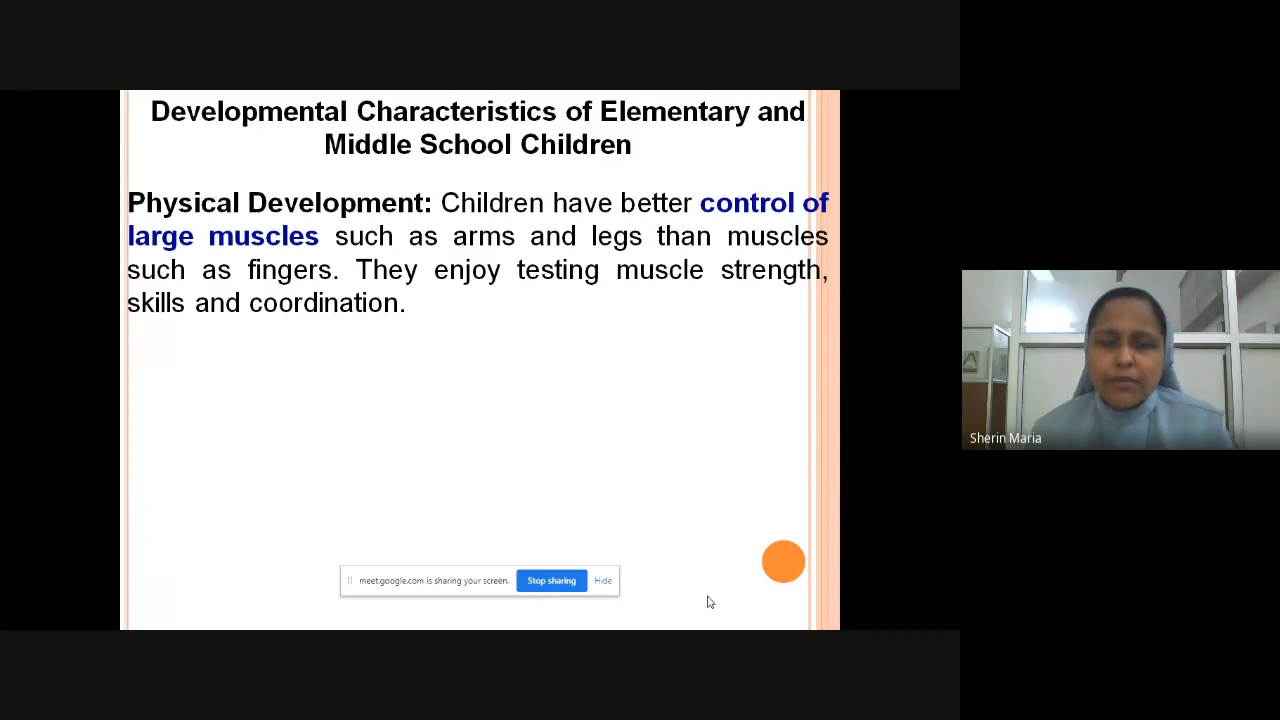 Developmental Characteristics of Elementary and
Middle School Children
Physical Development: Children have better control of
large muscles such as arms and legs than muscles
such as fingers. They enjoy testing muscle strength,
skills and coordination.
meet.google.com is sharing your screen. Stop sharing Hide
Sherin Maria